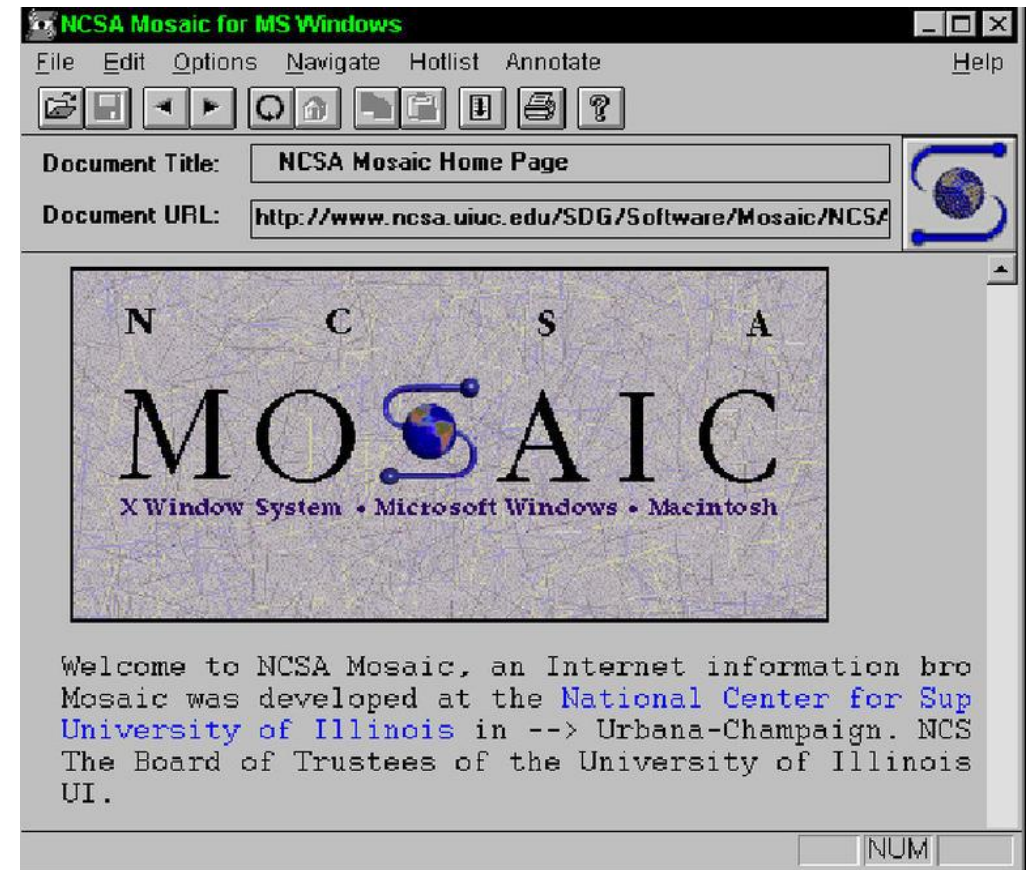 NCSA Mosaic for MS Windows
File Edit Options Navigate Hotlist Annotate Help
Document Title: NCSA Mosaic Home Page
Document URL: http://www.ncsa.uiuc.edu/SDG/Software/Mosaic/NCSA
N C S A
MOSAIC
X Window System • Microsoft Windows • Macintosh
Welcome to NCSA Mosaic, an Internet information bro
Mosaic was developed at the National Center for Sup
University of Illinois in --> Urbana-Champaign. NCS
The Board of Trustees of the University of Illinois
UI.
NUM